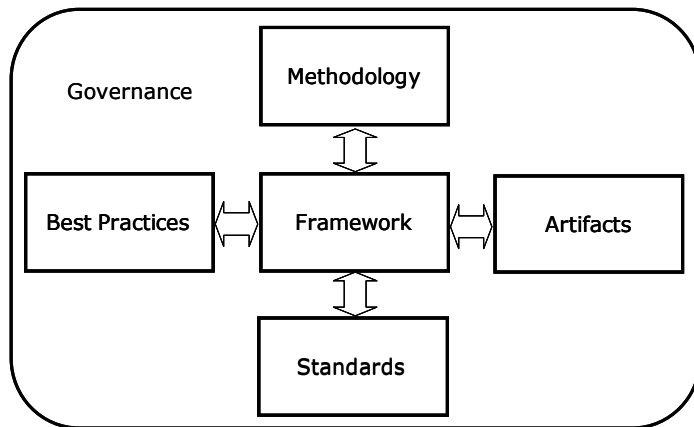 Methodology
Governance
Best Practices
Framework
Artifacts
Standards